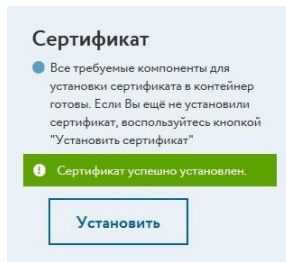 Сертификат
Все требуемые компоненты для
установки сертификата в контейнер
готовы. Если Вы ещё не установили
сертификат, воспользуйтесь кнопкой
"Установить сертификат"
Сертификат успешно установлен.
Установить